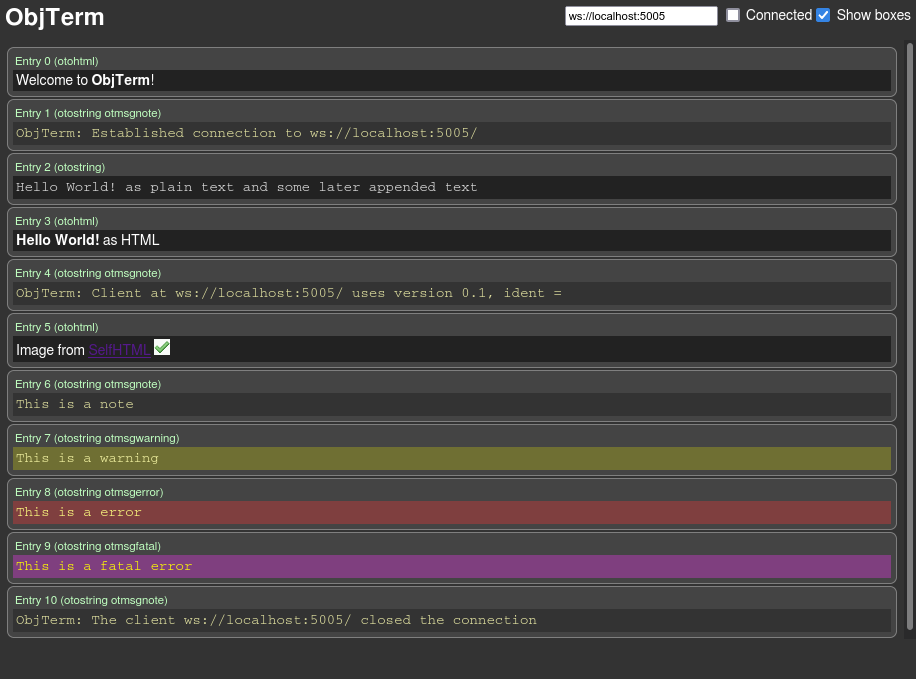 ObjTerm
ws://localhost:5005 Connected Show boxes
Entry 0 (otohtml)
Welcome to ObjTerm!
Entry 1 (otostring otmsgnote)
ObjTerm: Established connection to ws://localhost:5005/
Entry 2 (otostring)
Hello World! as plain text and some later appended text
Entry 3 (otohtml)
Hello World! as HTML
Entry 4 (otostring otmsgnote)
ObjTerm: Client at ws://localhost:5005/ uses version 0.1, ident =
Entry 5 (otohtml)
Image from SelfHTML
Entry 6 (otostring otmsgnote)
This is a note
Entry 7 (otostring otmsgwarning)
This is a warning
Entry 8 (otostring otmsgerror)
This is a error
Entry 9 (otostring otmsgfatal)
This is a fatal error
Entry 10 (otostring otmsgnote)
ObjTerm: The client ws://localhost:5005/ closed the connection